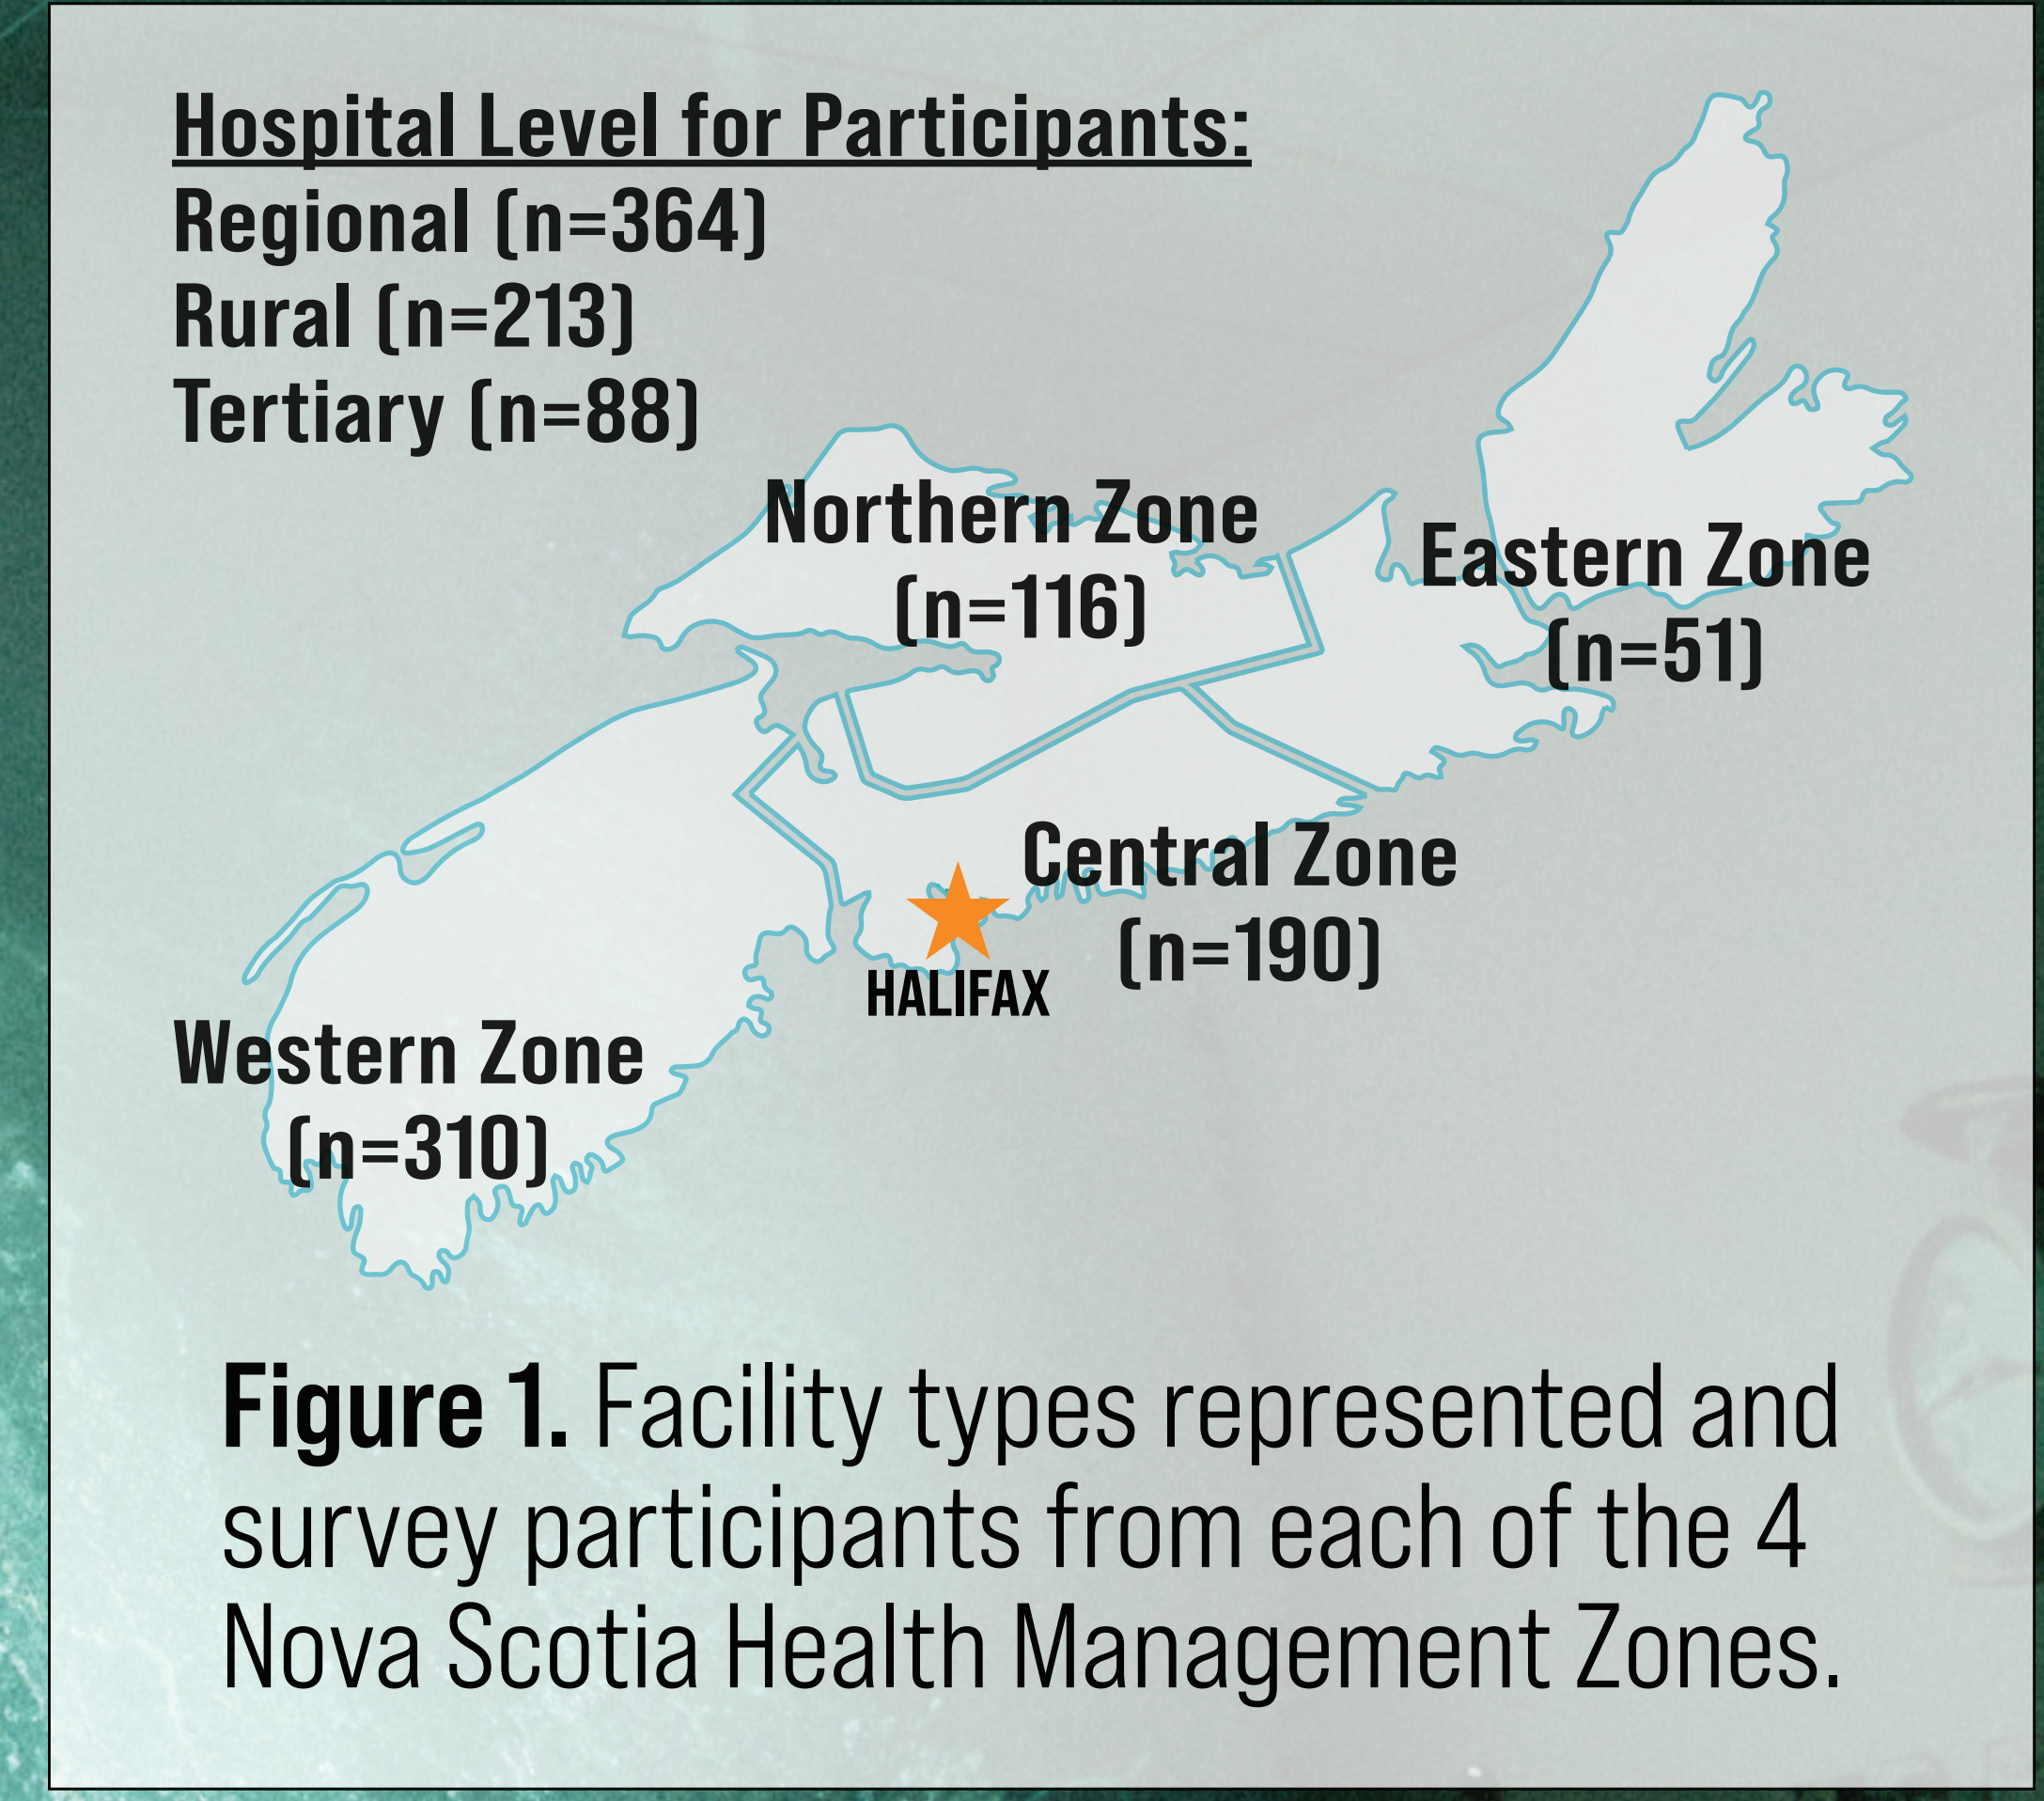 Hospital Level for Participants:
Regional (n=364)
Rural (n=213)
Tertiary (n=88)
Northern Zone
(n=116)
Eastern Zone
(n=51)
Central Zone
(n=190)
HALIFAX
Western Zone
(n=310)
Figure 1. Facility types represented and
survey participants from each of the 4
Nova Scotia Health Management Zones.